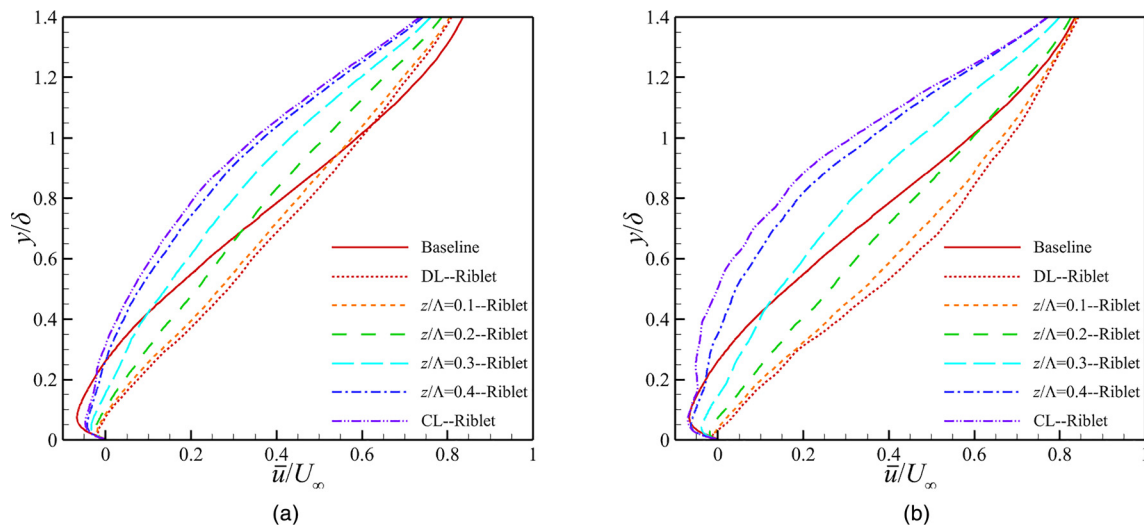 1.4
1.2
1
0.8
0.6
0.4
0.2
0
y/δ
Baseline
DL--Riblet
z/Λ=0.1--Riblet
z/Λ=0.2--Riblet
z/Λ=0.3--Riblet
z/Λ=0.4--Riblet
CL--Riblet
0 0.2 0.4 0.6 0.8 1
u̅/U∞
(a)
1.4
1.2
1
0.8
0.6
0.4
0.2
0
y/δ
Baseline
DL--Riblet
z/Λ=0.1--Riblet
z/Λ=0.2--Riblet
z/Λ=0.3--Riblet
z/Λ=0.4--Riblet
CL--Riblet
0 0.2 0.4 0.6 0.8 1
u̅/U∞
(b)